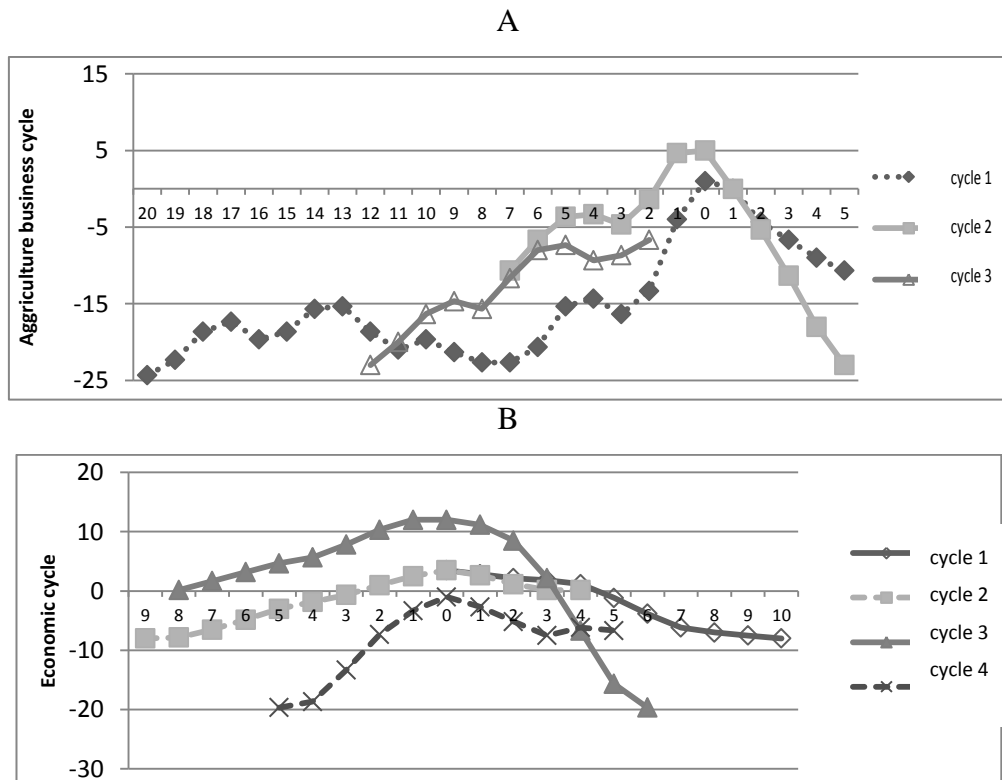 A
15
5
-5
-15
-25
Aggriculture business cycle
20 19 18 17 16 15 14 13 12 11 10 9 8 7 6 5 4 3 2 1 0 1 2 3 4 5
cycle 1
cycle 2
cycle 3
B
20
10
0
-10
-20
-30
Economic cycle
9 8 7 6 5 4 3 2 1 0 1 2 3 4 5 6 7 8 9 10
cycle 1
cycle 2
cycle 3
cycle 4